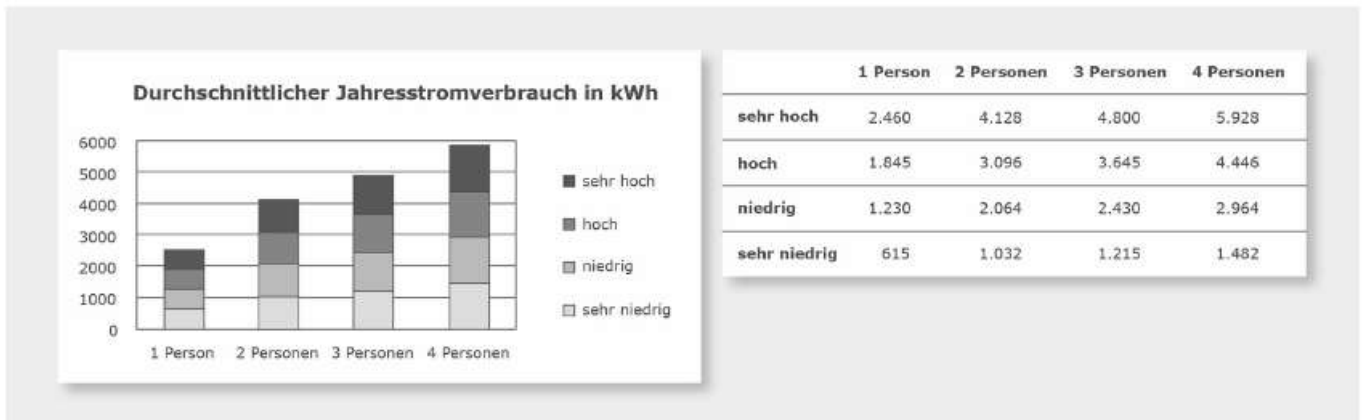 Durchschnittlicher Jahresstromverbrauch in kWh
6000
5000
4000
3000
2000
1000
0
1 Person 2 Personen 3 Personen 4 Personen
sehr hoch
hoch
niedrig
sehr niedrig
1 Person 2 Personen 3 Personen 4 Personen
sehr hoch 2.460 4.128 4.800 5.928
hoch 1.845 3.096 3.645 4.446
niedrig 1.230 2.064 2.430 2.964
sehr niedrig 615 1.032 1.215 1.482